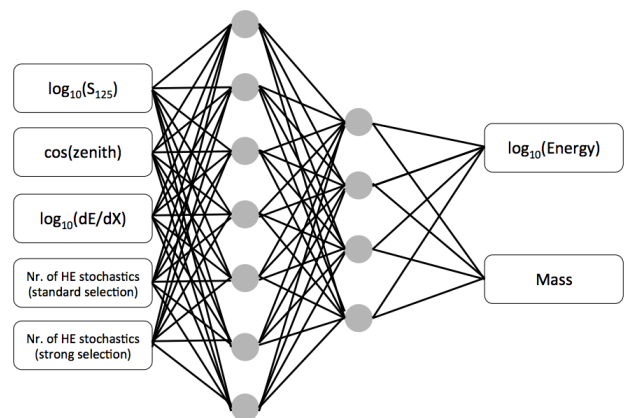 log₁₀(S₁₂₅)
cos(zenith)
log₁₀(dE/dX)
Nr. of HE stochastics
(standard selection)
Nr. of HE stochastics
(strong selection)
log₁₀(Energy)
Mass